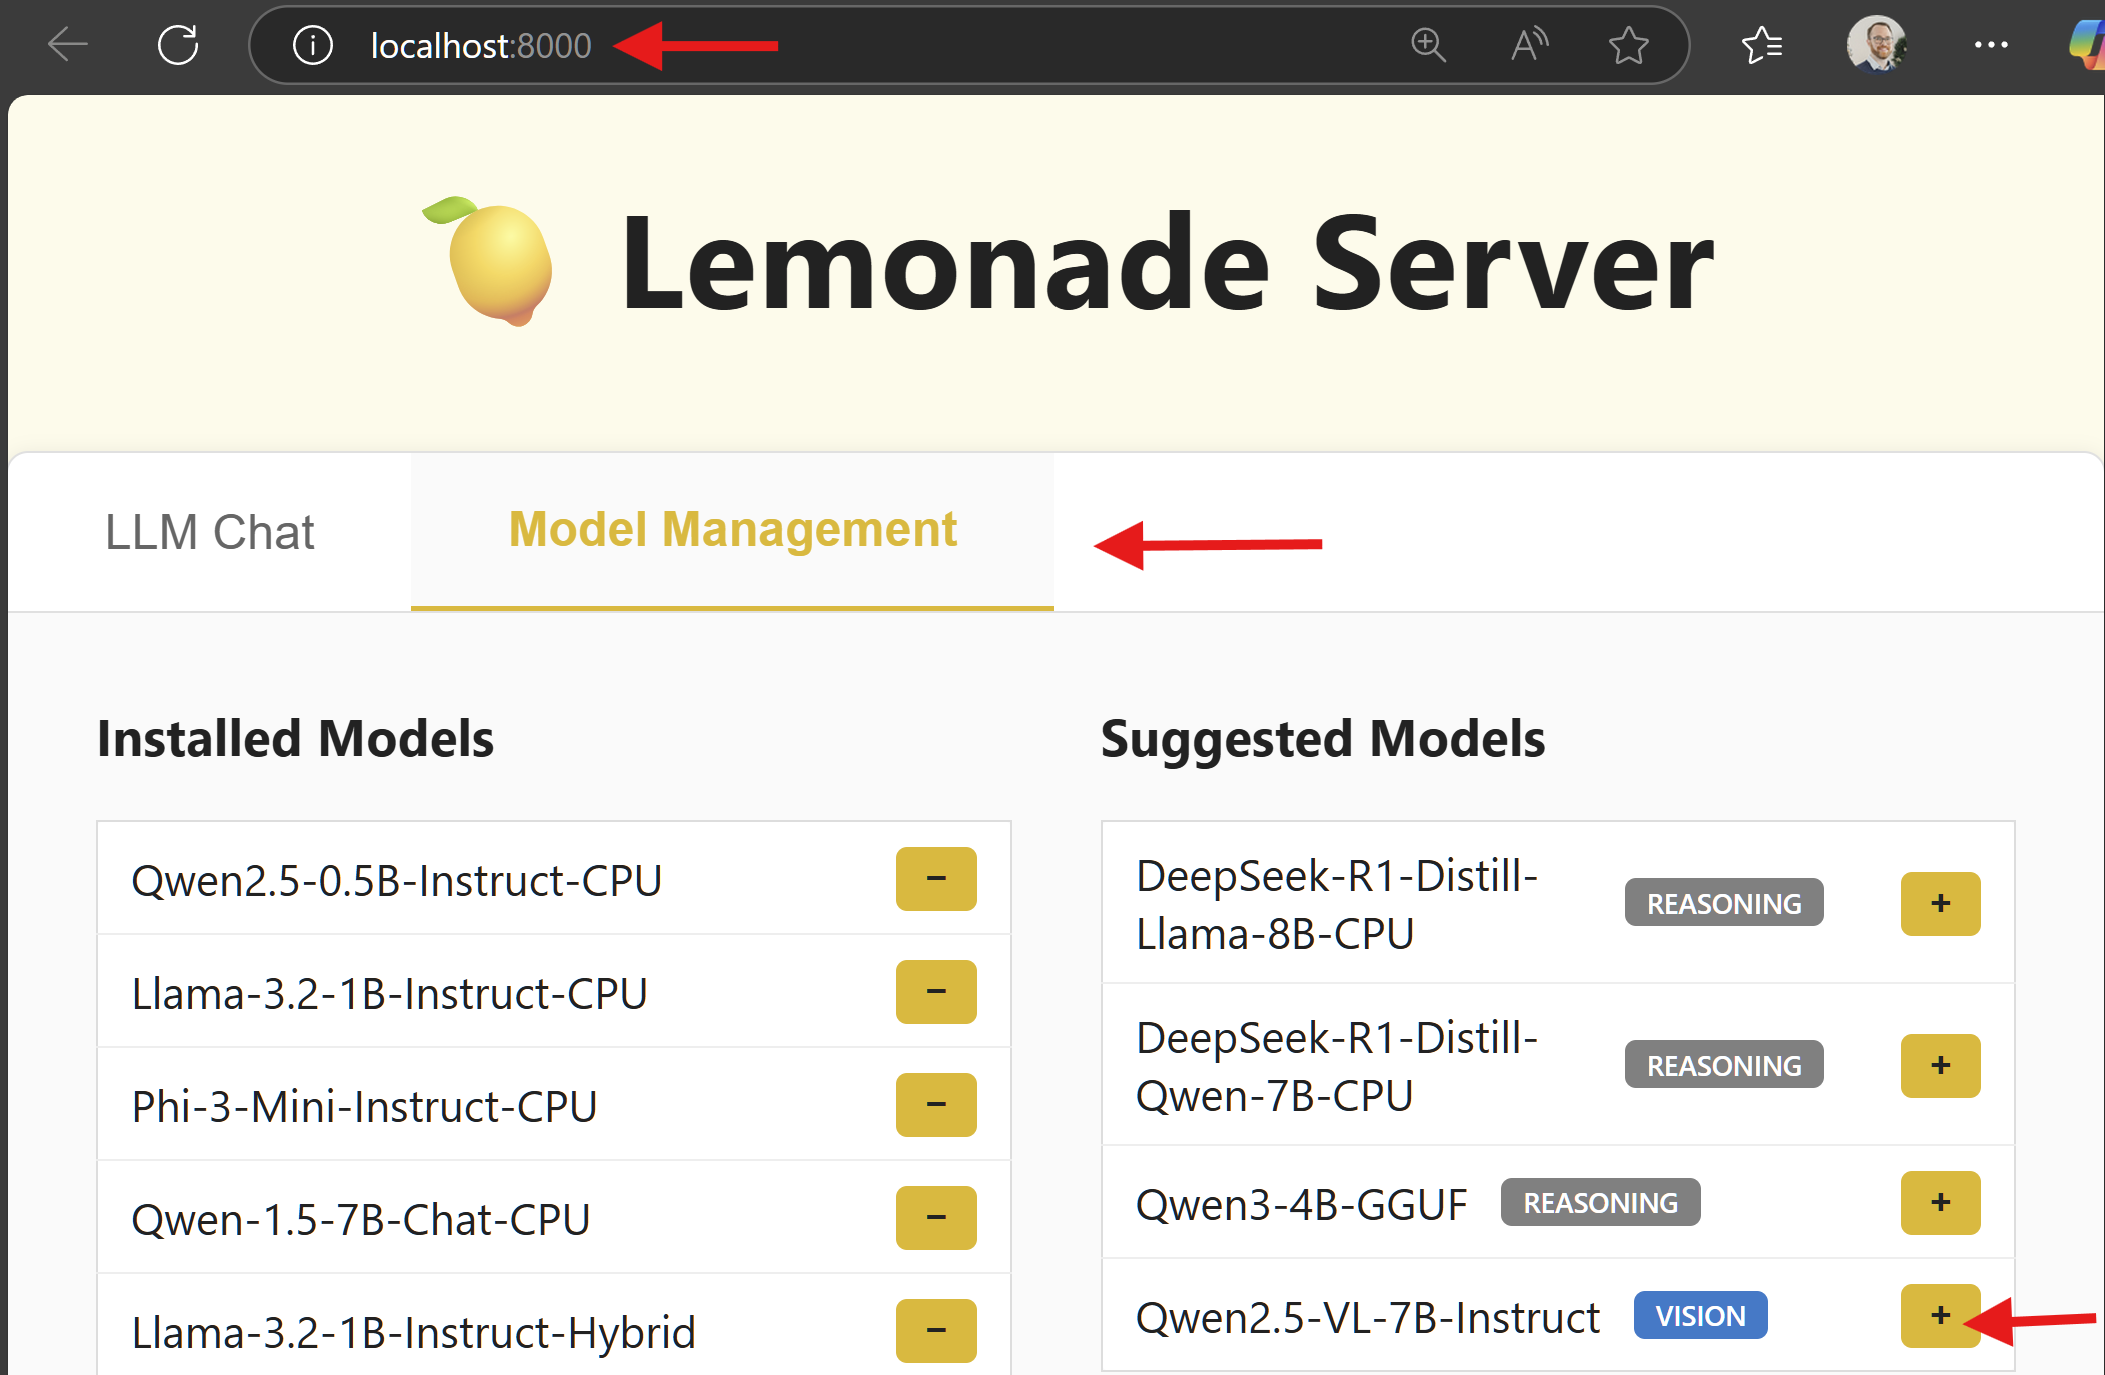 localhost:8000
Lemonade Server
LLM Chat
Model Management
Installed Models
Qwen2.5-0.5B-Instruct-CPU
−
Llama-3.2-1B-Instruct-CPU
−
Phi-3-Mini-Instruct-CPU
−
Qwen-1.5-7B-Chat-CPU
−
Llama-3.2-1B-Instruct-Hybrid
−
Suggested Models
DeepSeek-R1-Distill-
Llama-8B-CPU
REASONING
+
DeepSeek-R1-Distill-
Qwen-7B-CPU
REASONING
+
Qwen3-4B-GGUF
REASONING
+
Qwen2.5-VL-7B-Instruct
VISION
+